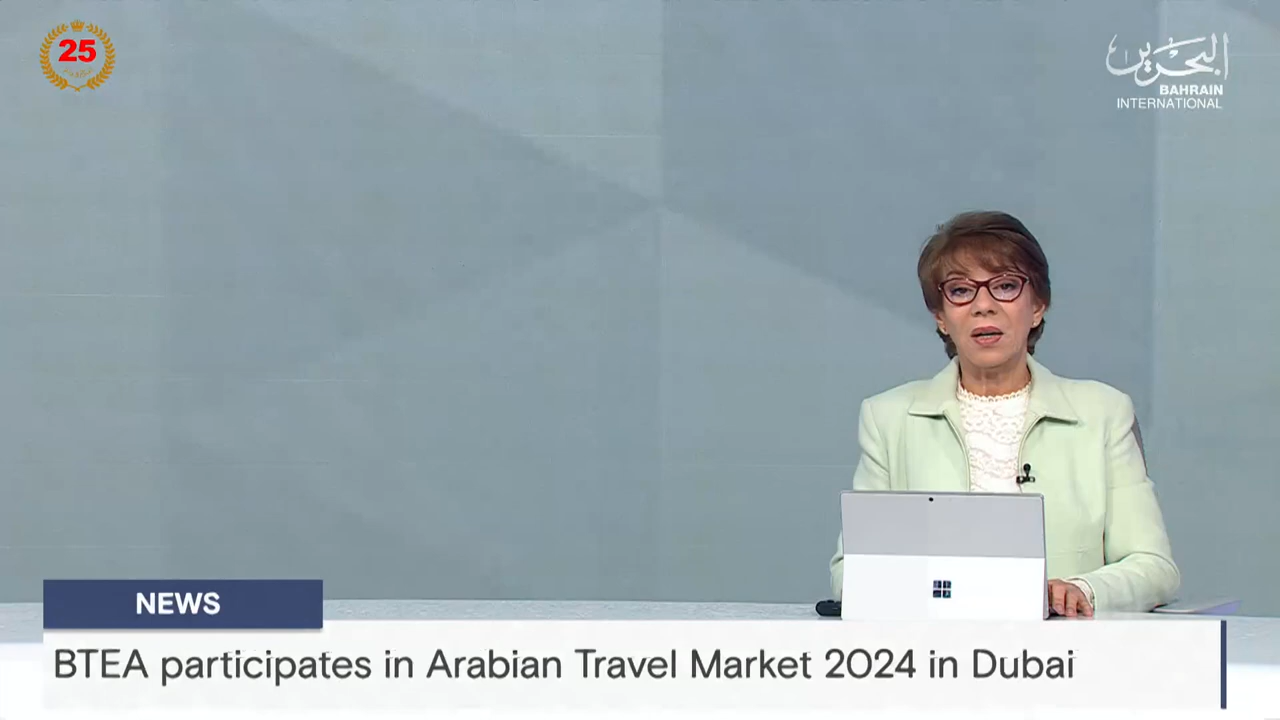 25
البحرين
BAHRAIN
INTERNATIONAL
NEWS
BTEA participates in Arabian Travel Market 2024 in Dubai